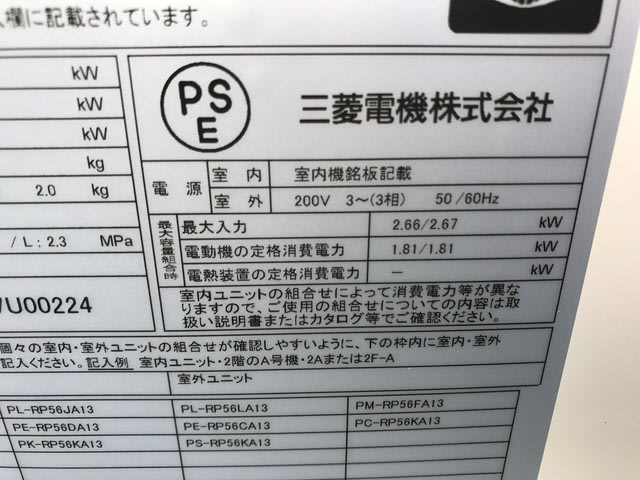 欄に記載されています。
kW
kW
kW
kg
2.0 kg
/ L:2.3 MPa
U00224
PS
E
三菱電機株式会社
電源 室内 室内機銘板記載
室外 200V 3〜(3相) 50/60Hz
最大容量組合時
最大入力 2.66/2.67 kW
電動機の定格消費電力 1.81/1.81 kW
電熱装置の定格消費電力 － kW
室内ユニットの組合せによって消費電力等が異な
りますので、ご使用の組合せについての内容は取
扱い説明書またはカタログ等でご確認ください。
個々の室内・室外ユニットの組合せが確認しやすいように、下の枠内に室内・室外
記入ください。記入例 室内ユニット・2階のA号機・2Aまたは2F-A
室外ユニット
PL-RP56JA13 PL-RP56LA13 PM-RP56FA13
PE-RP56DA13 PE-RP56CA13 PC-RP56KA13
PK-RP56KA13 PS-RP56KA13